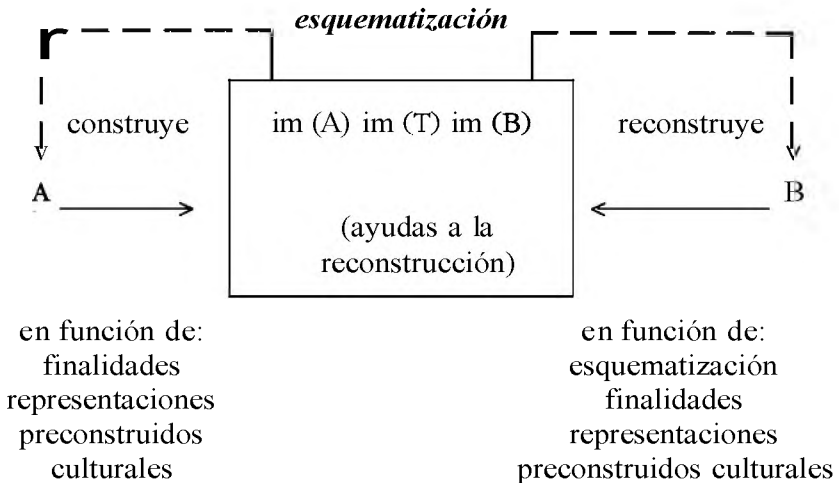 esquematización
construye
im (A) im (T) im (B)
reconstruye
A
B
(ayudas a la
reconstrucción)
en función de:
finalidades
representaciones
preconstruidos
culturales
en función de:
esquematización
finalidades
representaciones
preconstruidos culturales